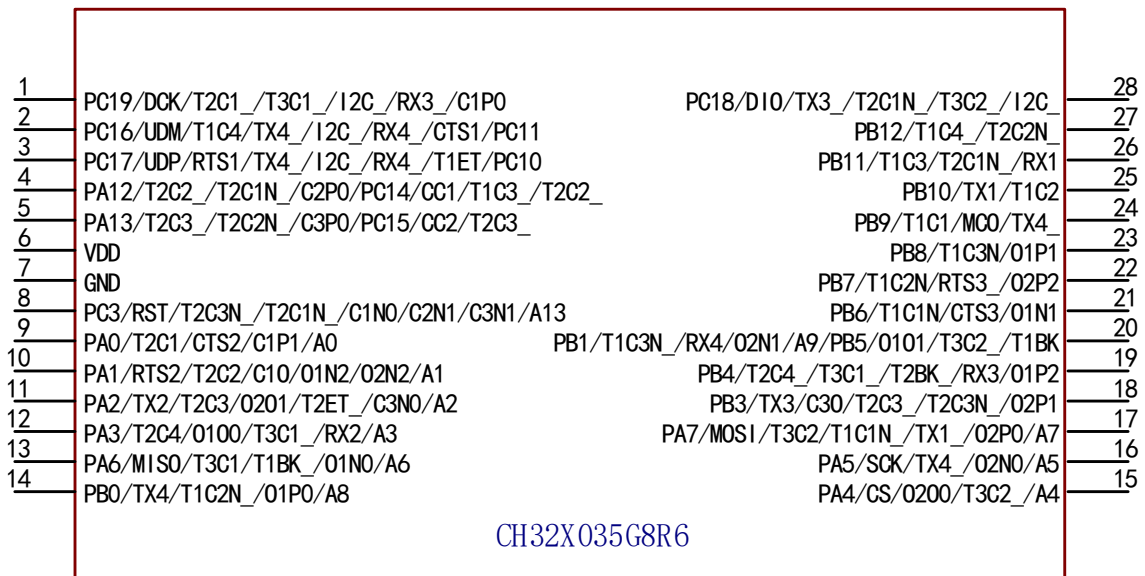 1 PC19/DCK/T2C1_/T3C1_/I2C_/RX3_/C1P0
2 PC16/UDM/T1C4/TX4_/I2C_/RX4_/CTS1/PC11
3 PC17/UDP/RTS1/TX4_/I2C_/RX4_/T1ET/PC10
4 PA12/T2C2_/T2C1N_/C2P0/PC14/CC1/T1C3_/T2C2_
5 PA13/T2C3_/T2C2N_/C3P0/PC15/CC2/T2C3_
6 VDD
7 GND
8 PC3/RST/T2C3N_/T2C1N_/C1N0/C2N1/C3N1/A13
9 PA0/T2C1/CTS2/C1P1/A0
10 PA1/RTS2/T2C2/C1O/O1N2/O2N2/A1
11 PA2/TX2/T2C3/O2O1/T2ET_/C3N0/A2
12 PA3/T2C4/O1O0/T3C1_/RX2/A3
13 PA6/MISO/T3C1/T1BK_/O1N0/A6
14 PB0/TX4/T1C2N_/O1P0/A8
PC18/DIO/TX3_/T2C1N_/T3C2_/I2C_ 28
PB12/T1C4_/T2C2N_ 27
PB11/T1C3/T2C1N_/RX1 26
PB10/TX1/T1C2 25
PB9/T1C1/MCO/TX4_ 24
PB8/T1C3N/O1P1 23
PB7/T1C2N/RTS3_/O2P2 22
PB6/T1C1N/CTS3/O1N1 21
PB1/T1C3N_/RX4/O2N1/A9/PB5/O1O1/T3C2_/T1BK 20
PB4/T2C4_/T3C1_/T2BK_/RX3/O1P2 19
PB3/TX3/C3O/T2C3_/T2C3N_/O2P1 18
PA7/MOSI/T3C2/T1C1N_/TX1_/O2P0/A7 17
PA5/SCK/TX4_/O2N0/A5 16
PA4/CS/O2O0/T3C2_/A4 15
CH32X035G8R6